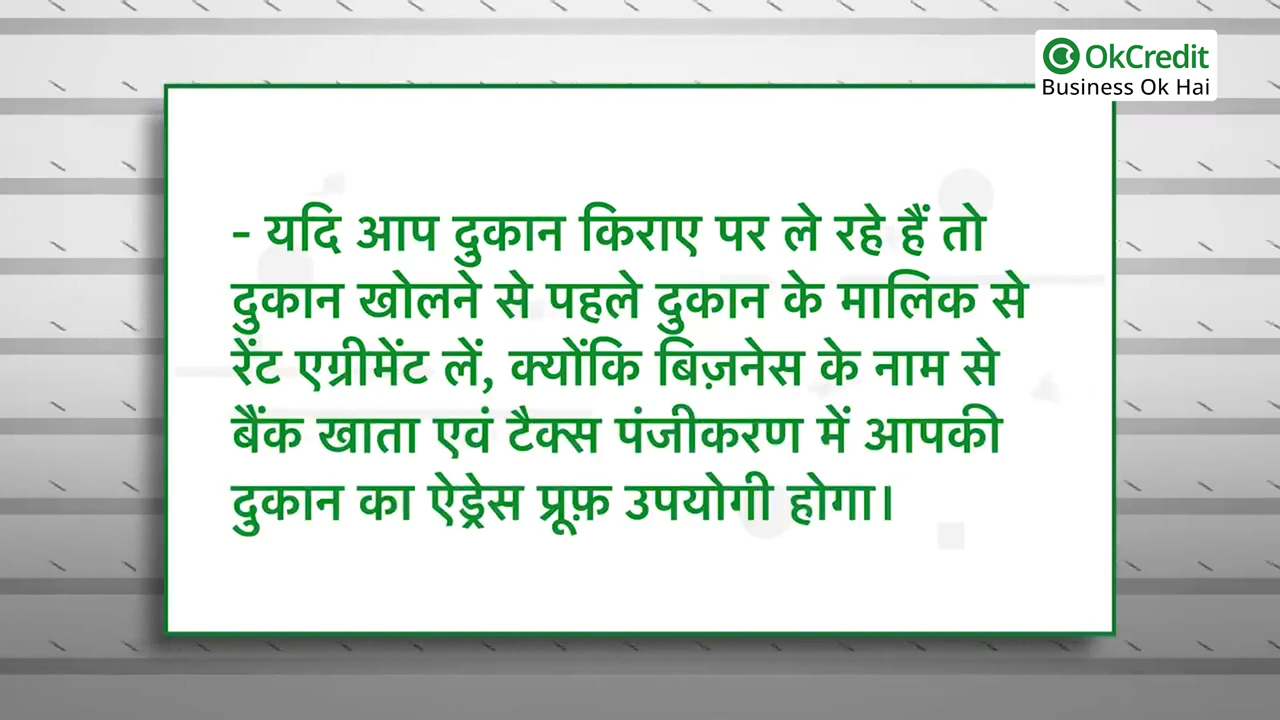 OkCredit
Business Ok Hai
- यदि आप दुकान किराए पर ले रहे हैं तो
दुकान खोलने से पहले दुकान के मालिक से
रेंट एग्रीमेंट लें, क्योंकि बिज़नेस के नाम से
बैंक खाता एवं टैक्स पंजीकरण में आपकी
दुकान का ऐड्रेस प्रूफ़ उपयोगी होगा।